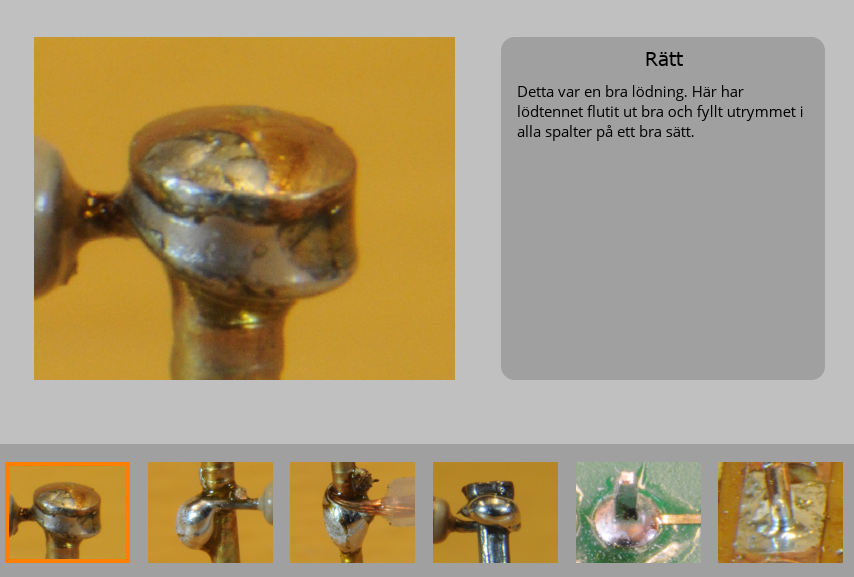 Rätt
Detta var en bra lödning. Här har
lödtennet flutit ut bra och fyllt utrymmet i
alla spalter på ett bra sätt.